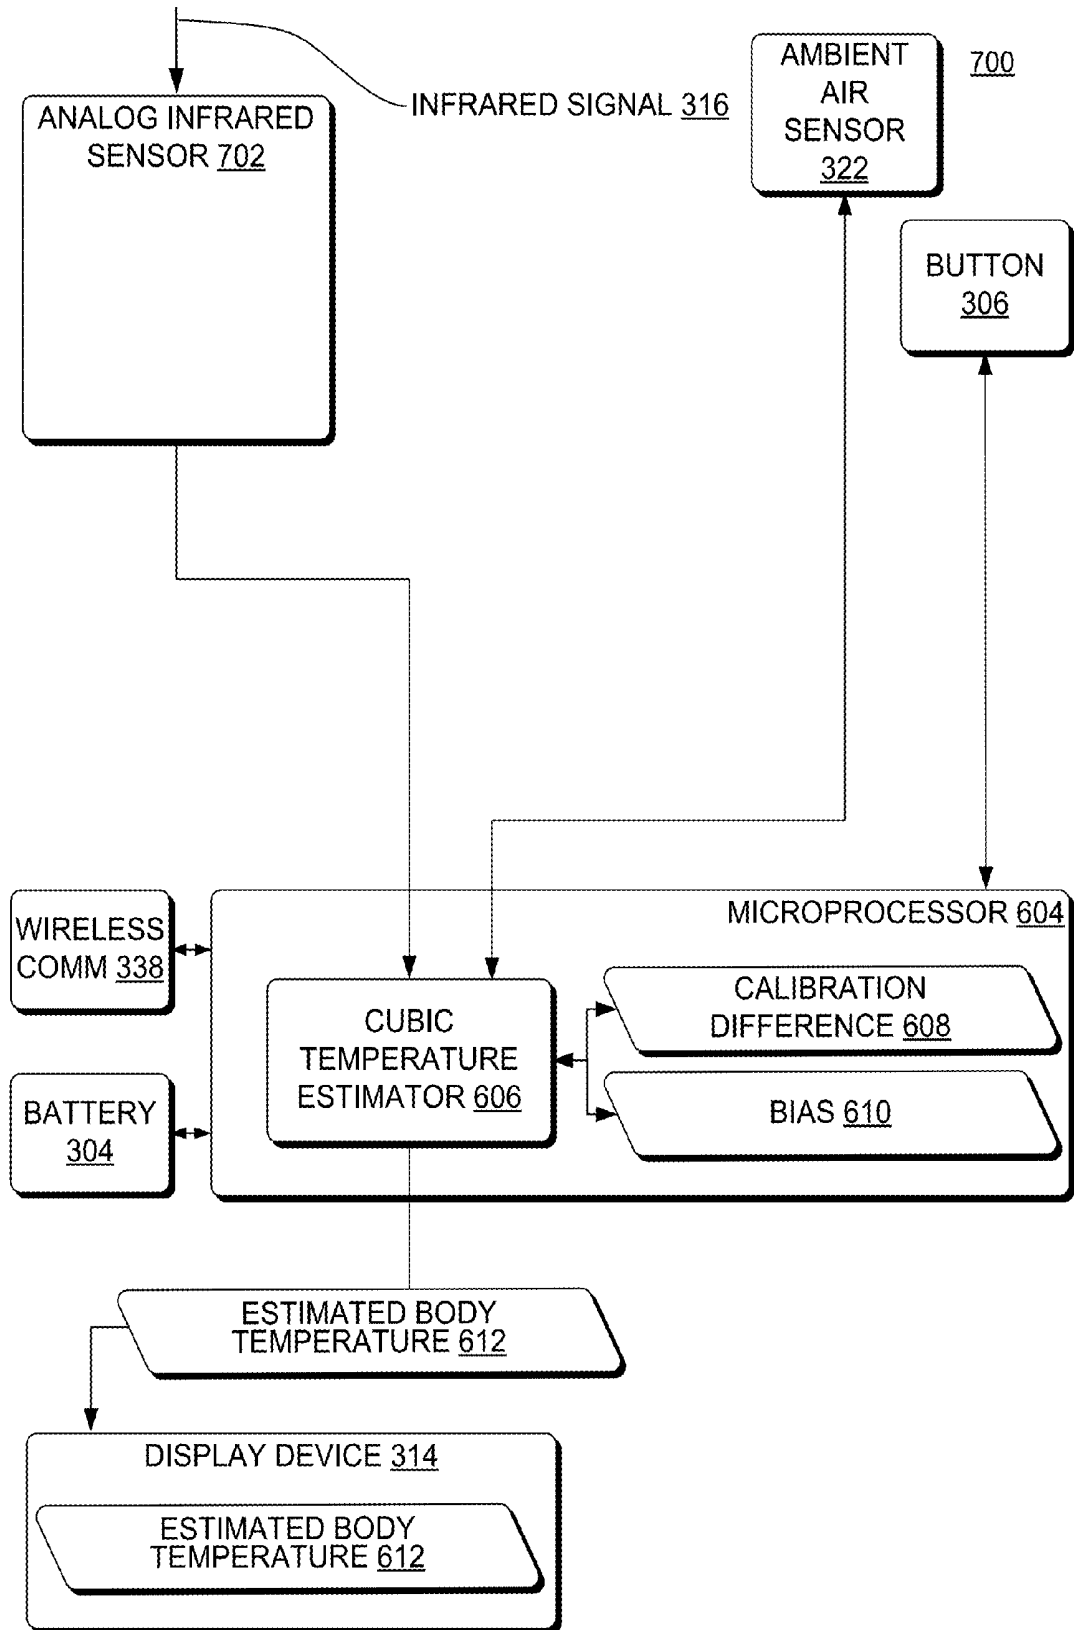 AMBIENT
AIR
SENSOR
322
700
ANALOG INFRARED
SENSOR 702
INFRARED SIGNAL 316
BUTTON
306
WIRELESS
COMM 338
MICROPROCESSOR 604
CUBIC
TEMPERATURE
ESTIMATOR 606
CALIBRATION
DIFFERENCE 608
BIAS 610
BATTERY
304
ESTIMATED BODY
TEMPERATURE 612
DISPLAY DEVICE 314
ESTIMATED BODY
TEMPERATURE 612